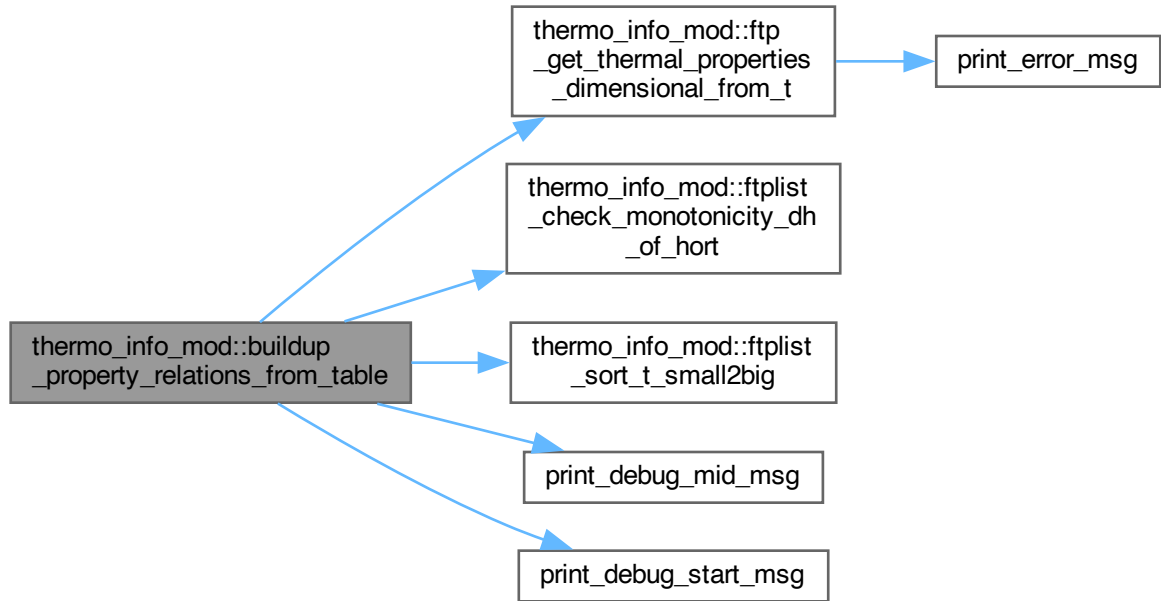 thermo_info_mod::ftp
_get_thermal_properties
_dimensional_from_t
print_error_msg
thermo_info_mod::ftplist
_check_monotonicity_dh
_of_hort
thermo_info_mod::buildup
_property_relations_from_table
thermo_info_mod::ftplist
_sort_t_small2big
print_debug_mid_msg
print_debug_start_msg